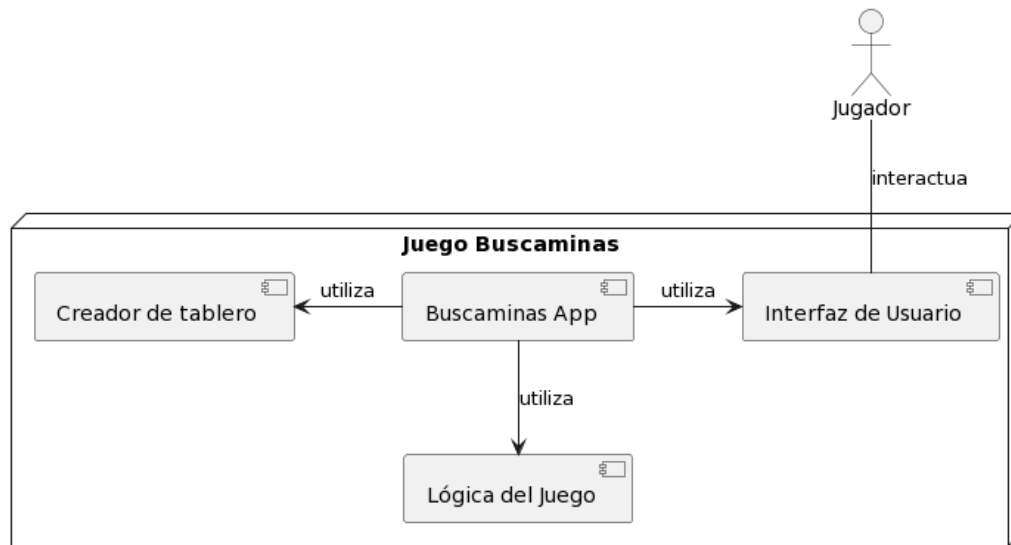 Jugador
interactua
Juego Buscaminas
Creador de tablero
utiliza
Buscaminas App
utiliza
Interfaz de Usuario
utiliza
Lógica del Juego